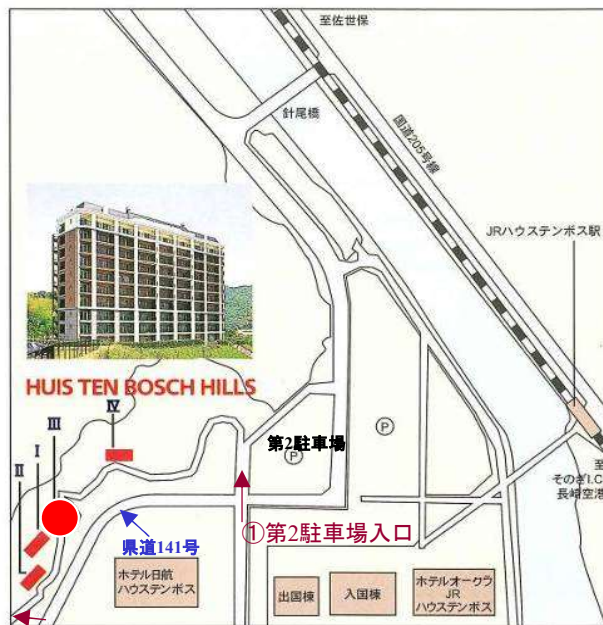 至佐世保
針尾橋
国道205号線
JRハウステンボス駅
HUIS TEN BOSCH HILLS
IV
III
I
II
第2駐車場
P
P
至
そのぎI.C
長崎空港
①第2駐車場入口
県道141号
ホテル日航
ハウステンボス
出国棟
入国棟
ホテルオークラ
JR
ハウステンボス